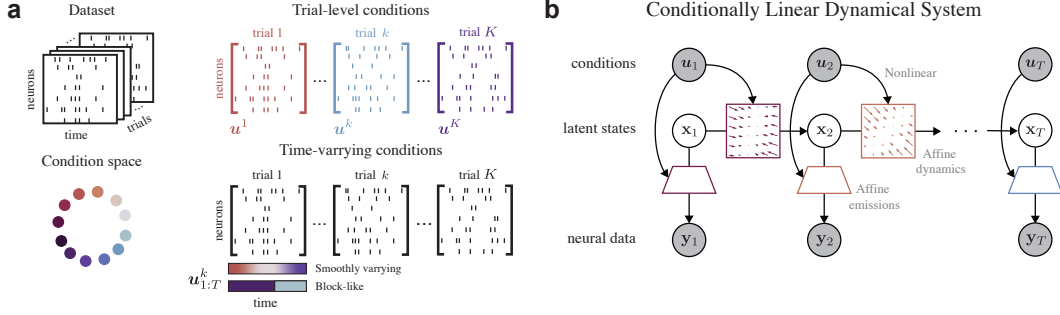 a
Dataset
neurons
time
trials
Condition space
Trial-level conditions
trial 1
trial k
trial K
neurons
...
...
u^1
u^k
u^K
Time-varrying conditions
trial 1
trial k
trial K
neurons
...
...
u^k_{1:T}
Smoothly varying
Block-like
time
b
Conditionally Linear Dynamical System
conditions
u_1
u_2
u_T
Nonlinear
latent states
x_1
x_2
. . .
x_T
Affine
dynamics
Affine
emissions
neural data
y_1
y_2
y_T